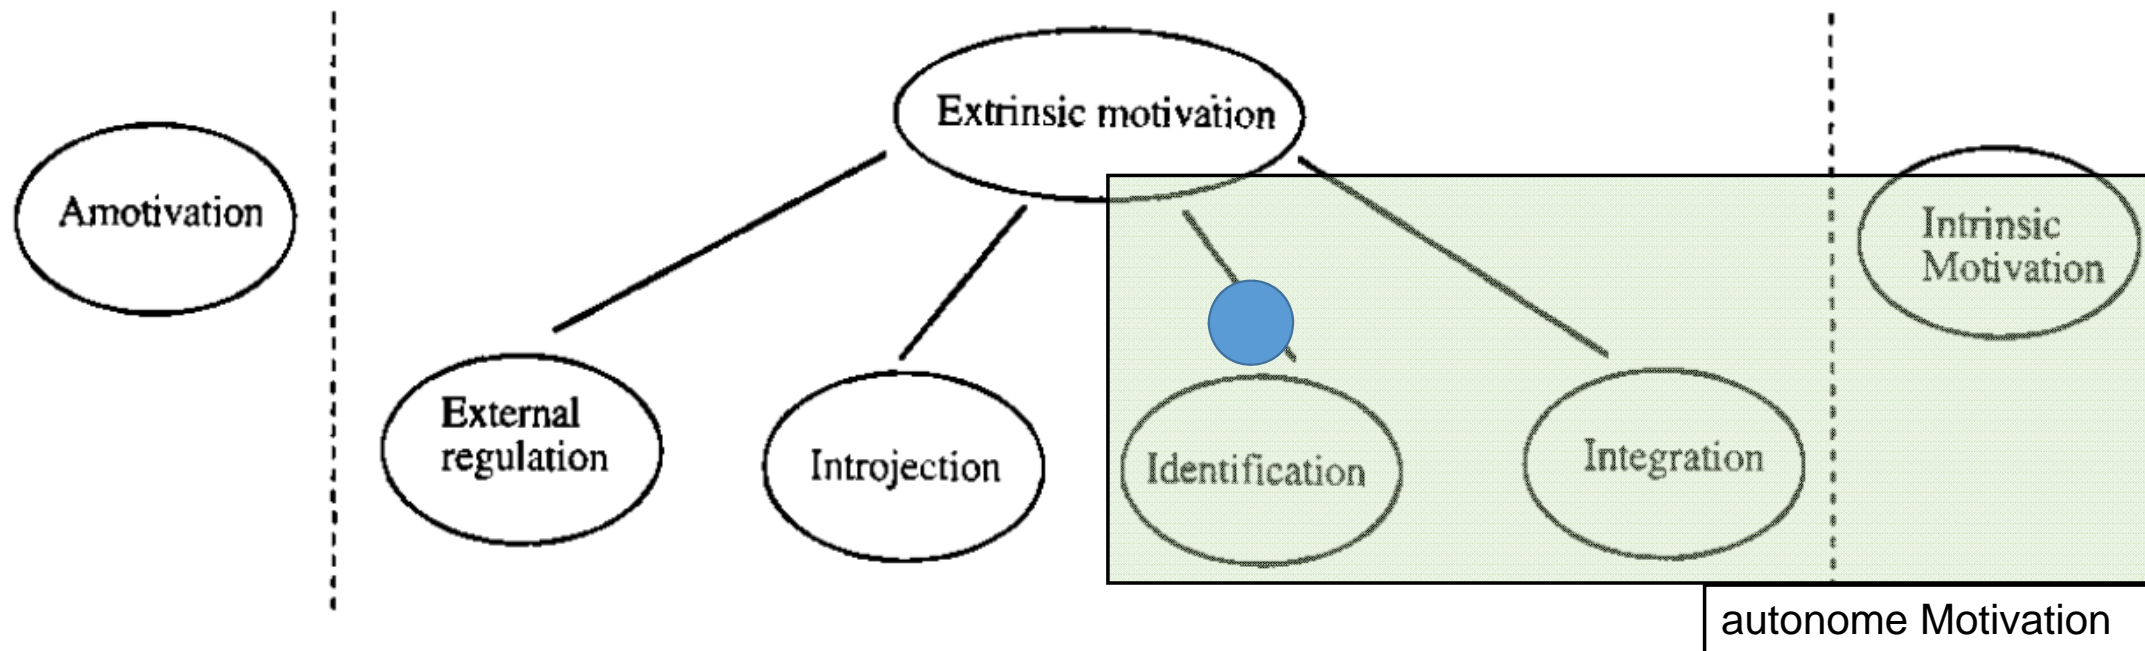 Extrinsic motivation
Amotivation
Intrinsic
Motivation
External
regulation
Introjection
Identification
Integration
autonome Motivation